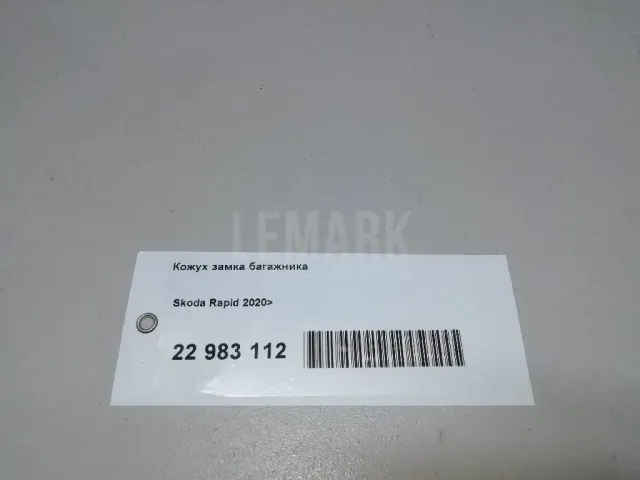 LEMARK
Кожух замка багажника
Skoda Rapid 2020>
22 983 112